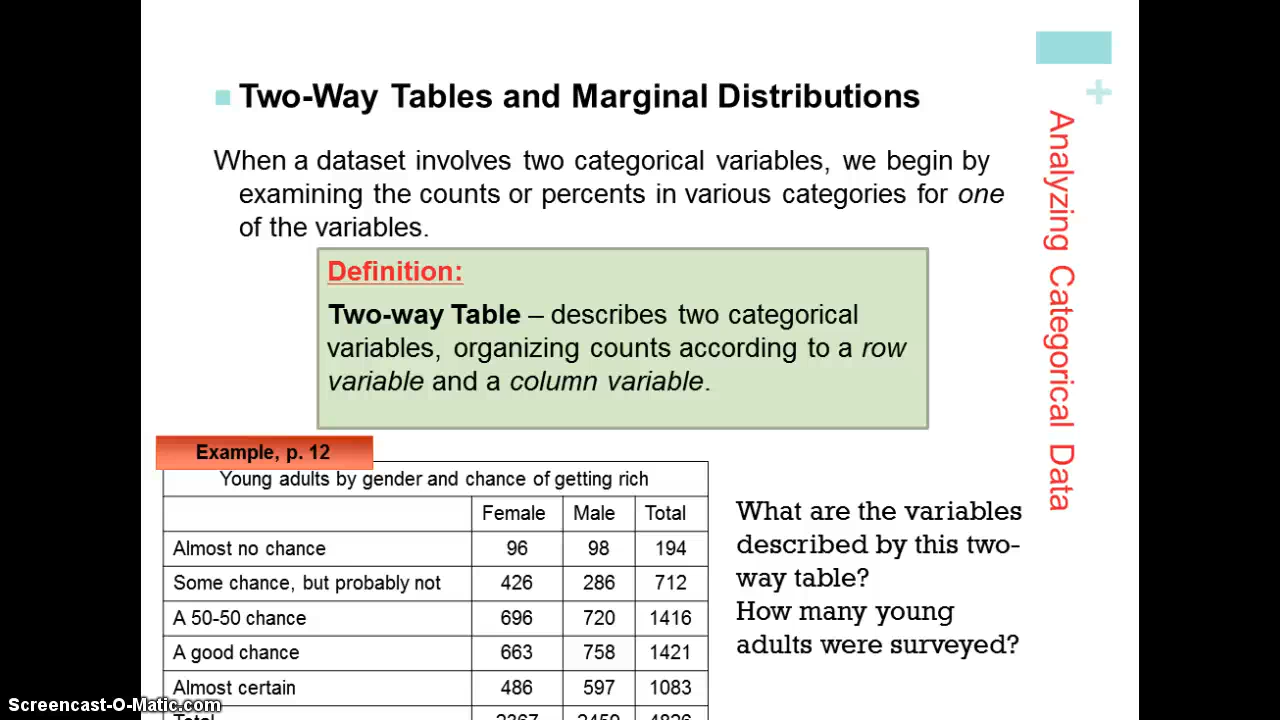 Two-Way Tables and Marginal Distributions
When a dataset involves two categorical variables, we begin by
examining the counts or percents in various categories for one
of the variables.
Definition:
Two-way Table – describes two categorical
variables, organizing counts according to a row
variable and a column variable.
Example, p. 12
Young adults by gender and chance of getting rich
Female Male Total
Almost no chance 96 98 194
Some chance, but probably not 426 286 712
A 50-50 chance 696 720 1416
A good chance 663 758 1421
Almost certain 486 597 1083
Total 2367 2459 4826
What are the variables
described by this two-
way table?
How many young
adults were surveyed?
+
Analyzing Categorical Data
Screencast-O-Matic.com